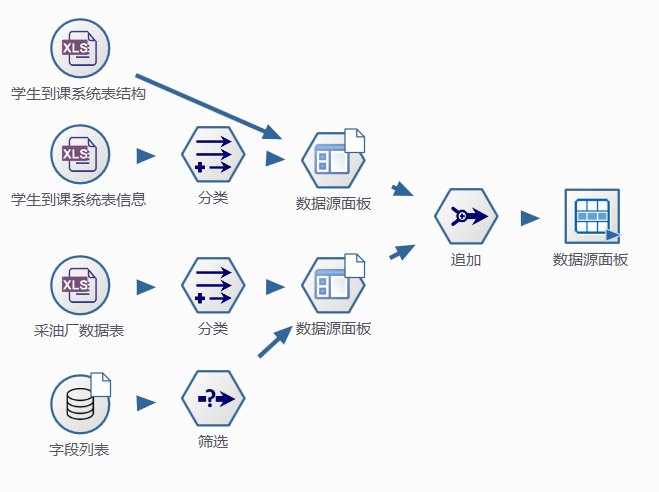 XLS
学生到课系统表结构
XLS
学生到课系统表信息
分类
数据源面板
追加
数据源面板
XLS
采油厂数据表
分类
数据源面板
?
字段列表
筛选